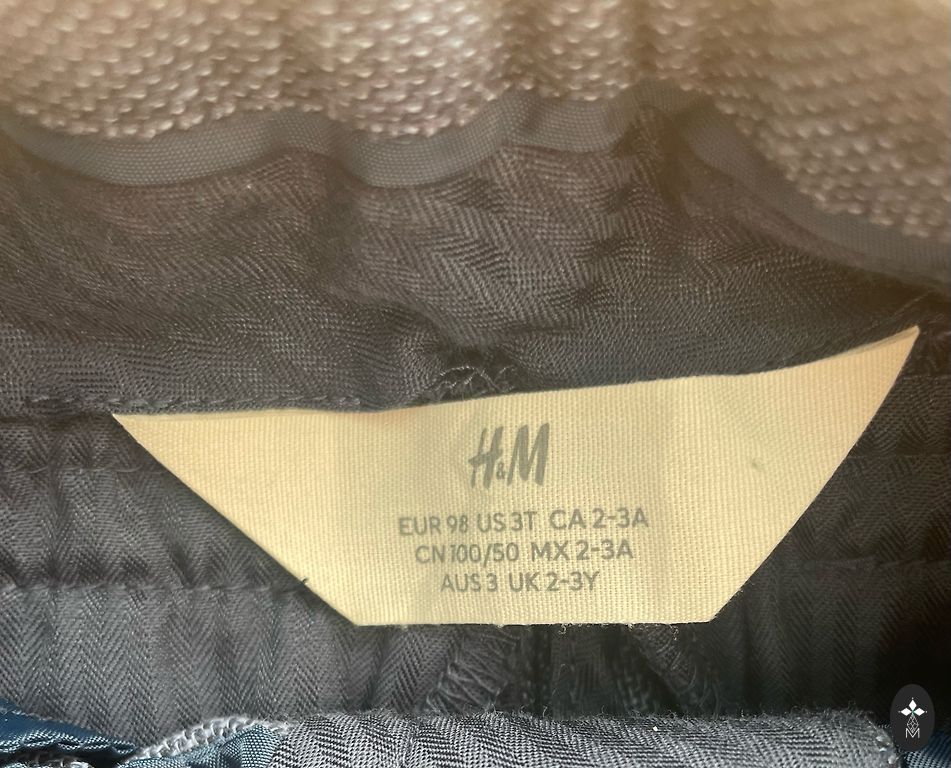 H&M
EUR 98 US 3T CA 2-3A
CN 100/50 MX 2-3A
AUS 3 UK 2-3Y
M